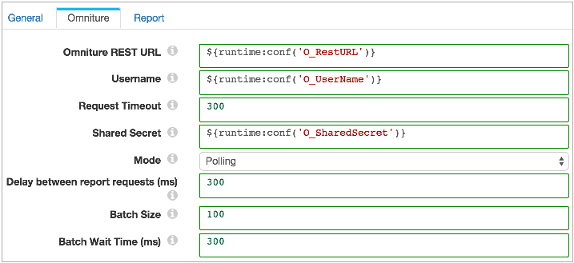 General Omniture Report
Omniture REST URL ${runtime:conf('O_RestURL')}
Username ${runtime:conf('O_UserName')}
Request Timeout 300
Shared Secret ${runtime:conf('O_SharedSecret')}
Mode Polling
Delay between report requests (ms) 300
Batch Size 100
Batch Wait Time (ms) 300